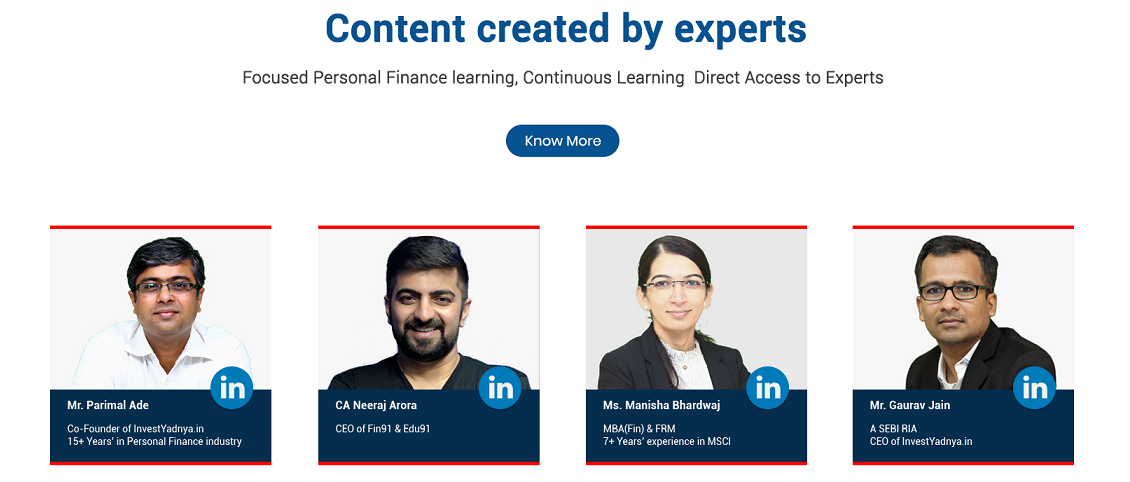 Content created by experts
Focused Personal Finance learning, Continuous Learning  Direct Access to Experts
Know More
in
in
in
in
Mr. Parimal Ade
Co-Founder of InvestYadnya.in
15+ Years' in Personal Finance industry
CA Neeraj Arora
CEO of Fin91 & Edu91
Ms. Manisha Bhardwaj
MBA(Fin) & FRM
7+ Years' experience in MSCI
Mr. Gaurav Jain
A SEBI RIA
CEO of InvestYadnya.in